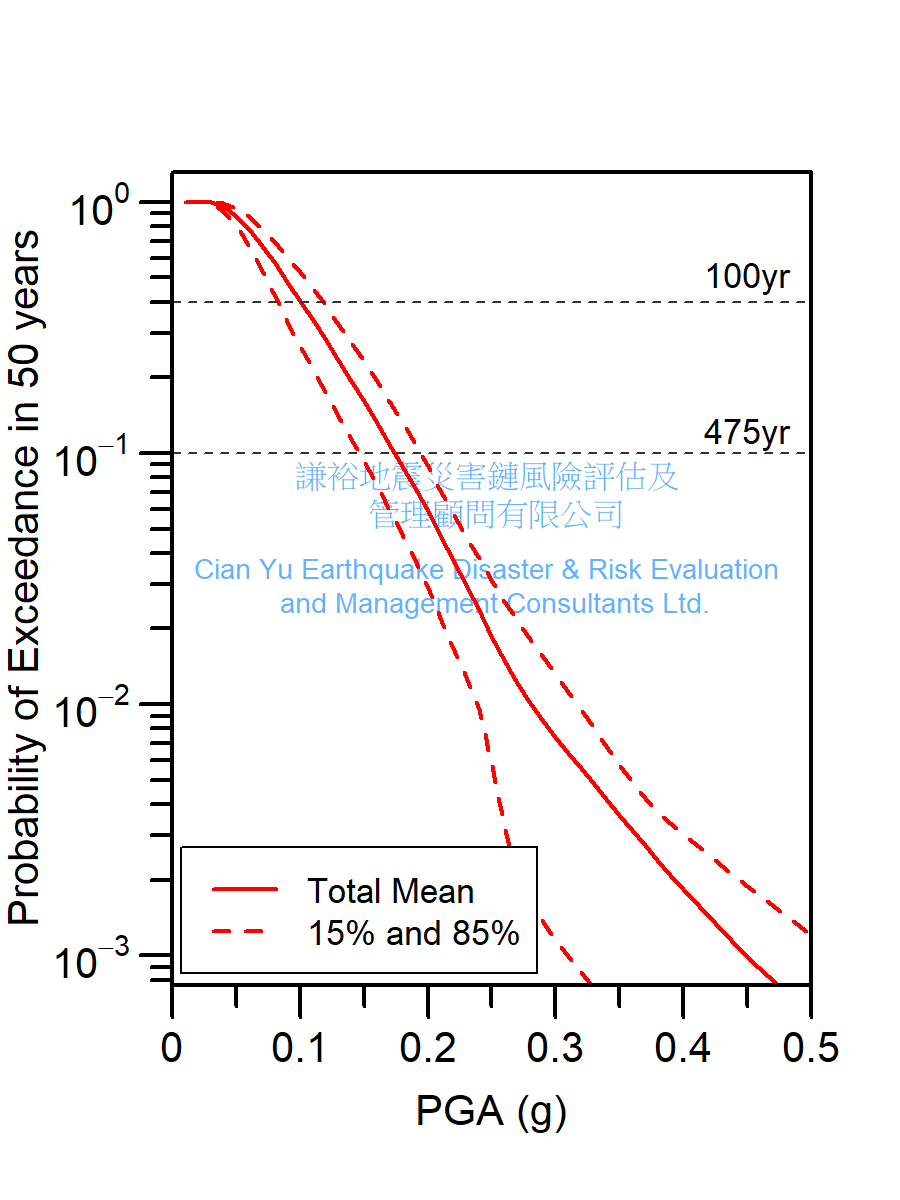 Probability of Exceedance in 50 years
10⁰
10⁻¹
10⁻²
10⁻³
100yr
475yr
謙裕地震災害鏈風險評估及
管理顧問有限公司
Cian Yu Earthquake Disaster & Risk Evaluation
and Management Consultants Ltd.
Total Mean
15% and 85%
0 0.1 0.2 0.3 0.4 0.5
PGA (g)